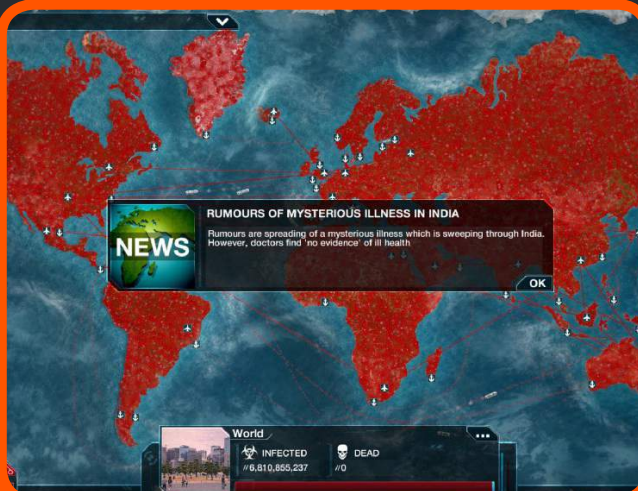 RUMOURS OF MYSTERIOUS ILLNESS IN INDIA
NEWS
Rumours are spreading of a mysterious illness which is sweeping through India.
However, doctors find 'no evidence' of ill health
OK
World
INFECTED
DEAD
//6,810,855,237
//0